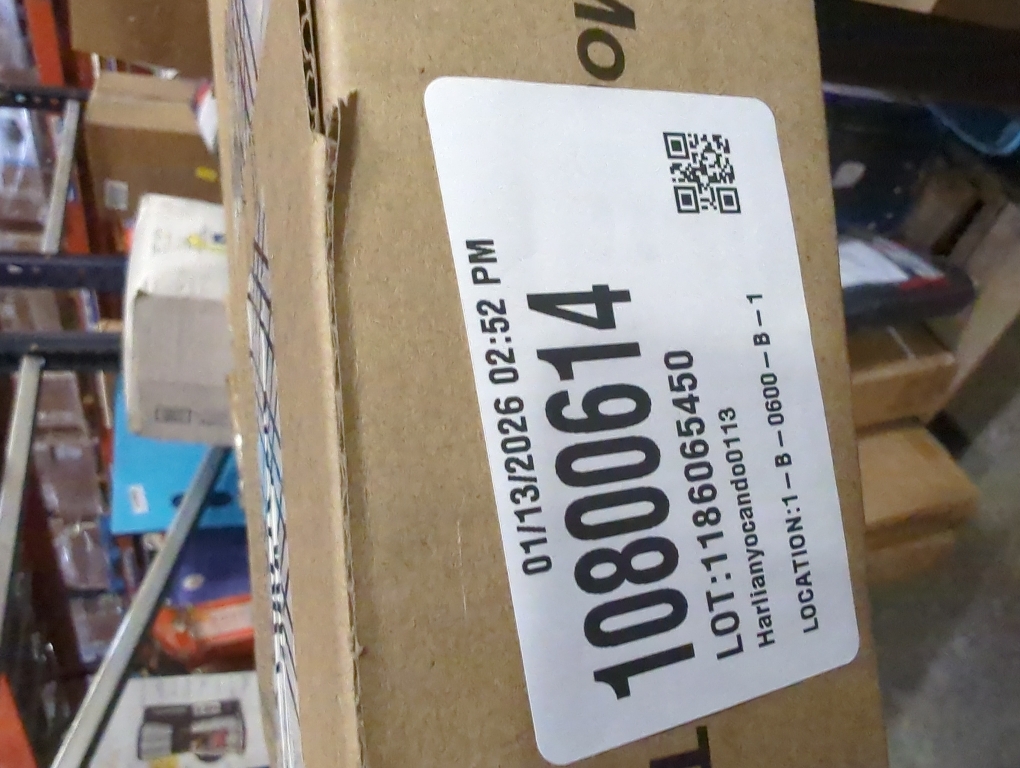 01/13/2026 02:52 PM
10800614
LOT:1186065450
Harlianyocando0113
LOCATION:1-B-0600-B-1